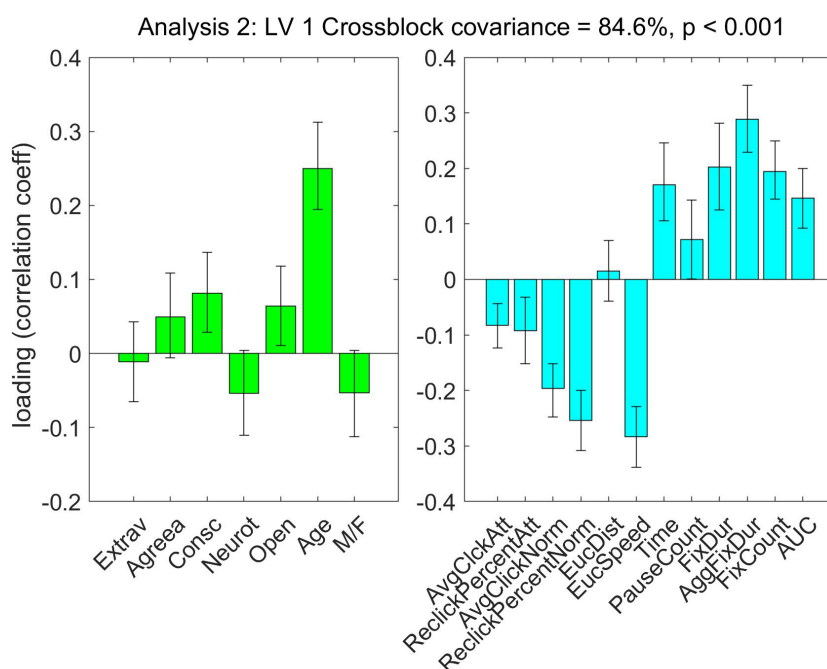 Analysis 2: LV 1 Crossblock covariance = 84.6%, p < 0.001
loading (correlation coeff)
0.4
0.3
0.2
0.1
0
-0.1
-0.2
Extrav
Agreea
Consc
Neurot
Open
Age
M/F
0.4
0.3
0.2
0.1
0
-0.1
-0.2
-0.3
-0.4
AvgClckAtt
ReclickPercentAtt
AvgClickNorm
ReclickPercentNorm
EucDist
EucSpeed
Time
PauseCount
FixDur
AggFixDur
FixCount
AUC